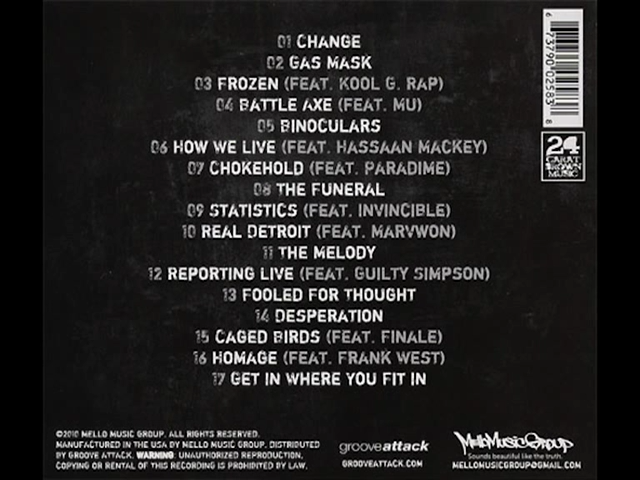 01 CHANGE
02 GAS MASK
03 FROZEN (FEAT. KOOL G. RAP)
04 BATTLE AXE (FEAT. MU)
05 BINOCULARS
06 HOW WE LIVE (FEAT. HASSAAN MACKEY)
07 CHOKEHOLD (FEAT. PARADIME)
08 THE FUNERAL
09 STATISTICS (FEAT. INVINCIBLE)
10 REAL DETROIT (FEAT. MARVWON)
11 THE MELODY
12 REPORTING LIVE (FEAT. GUILTY SIMPSON)
13 FOOLED FOR THOUGHT
14 DESPERATION
15 CAGED BIRDS (FEAT. FINALE)
16 HOMAGE (FEAT. FRANK WEST)
17 GET IN WHERE YOU FIT IN
6 73790 02583 6
24
CARAT
BROWN
MUSIC
©2010 MELLO MUSIC GROUP. ALL RIGHTS RESERVED.
MANUFACTURED IN THE USA BY MELLO MUSIC GROUP. DISTRIBUTED
BY GROOVE ATTACK. WARNING: UNAUTHORIZED REPRODUCTION,
COPYING OR RENTAL OF THIS RECORDING IS PROHIBITED BY LAW.
grooveattack
GROOVEATTACK.COM
MelloMusicGroup
Sounds beautiful like the truth.
MELLOMUSICGROUP@GMAIL.COM